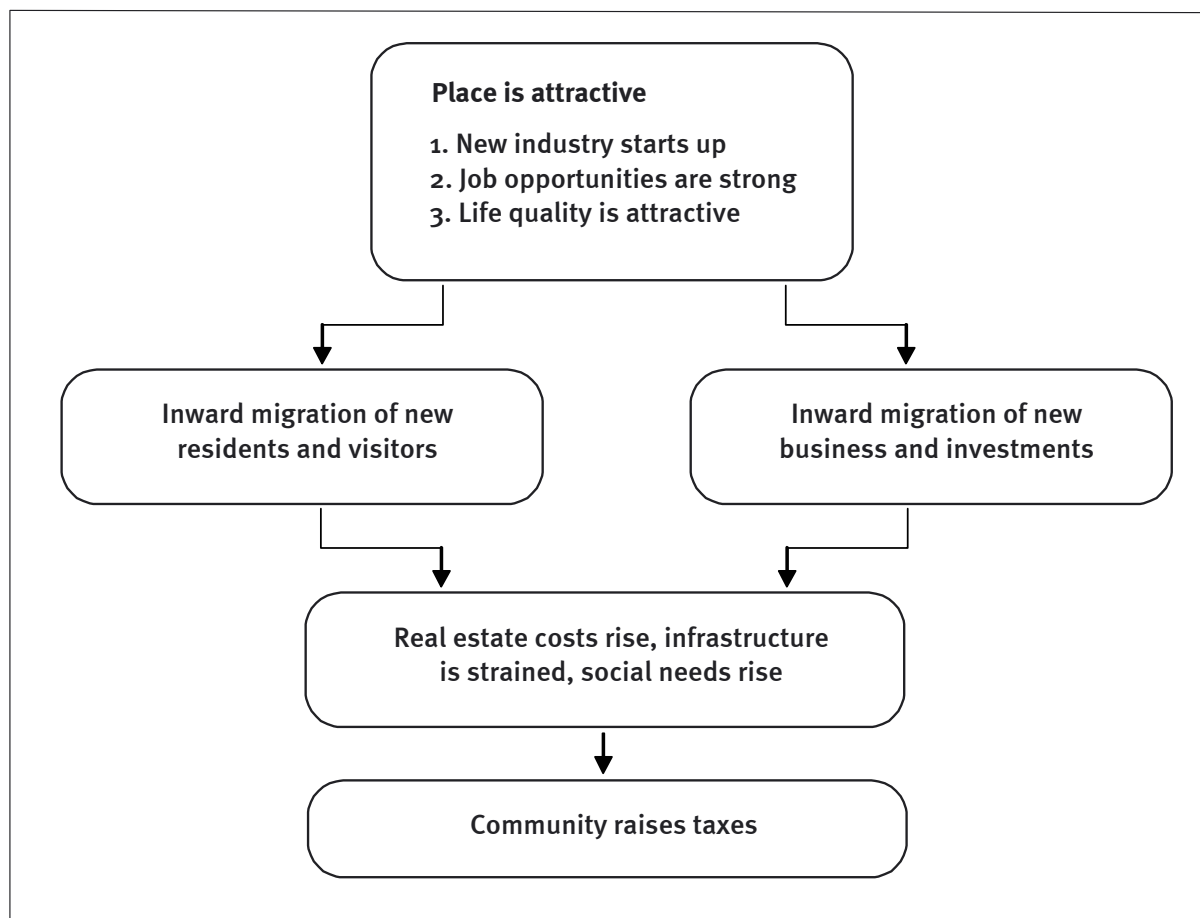 Place is attractive
1. New industry starts up
2. Job opportunities are strong
3. Life quality is attractive
Inward migration of new
residents and visitors
Inward migration of new
business and investments
Real estate costs rise, infrastructure
is strained, social needs rise
Community raises taxes